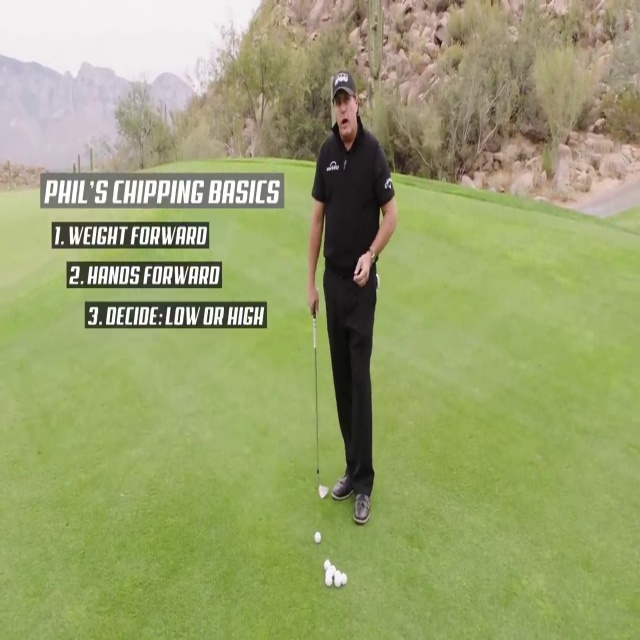 PHIL'S CHIPPING BASICS
1. WEIGHT FORWARD
2. HANDS FORWARD
3. DECIDE: LOW OR HIGH